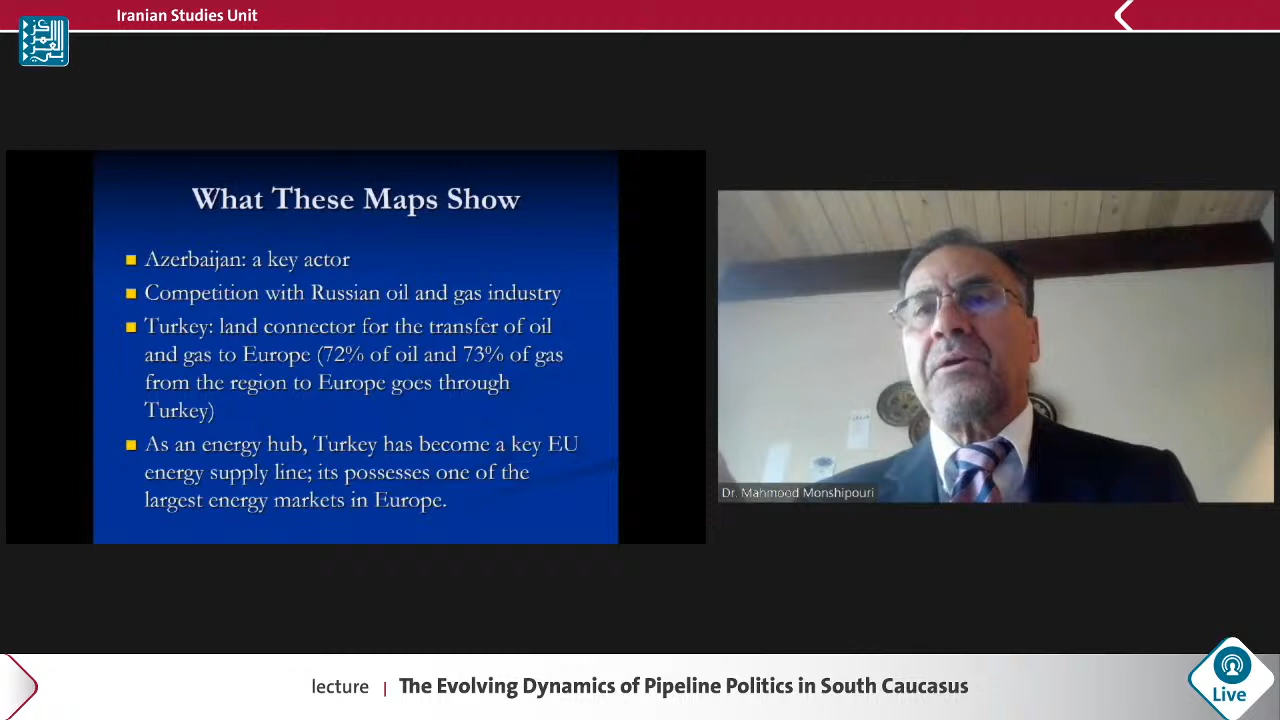 Iranian Studies Unit
المركز
العربي
What These Maps Show
Azerbaijan: a key actor
Competition with Russian oil and gas industry
Turkey: land connector for the transfer of oil
and gas to Europe (72% of oil and 73% of gas
from the region to Europe goes through
Turkey)
As an energy hub, Turkey has become a key EU
energy supply line; its possesses one of the
largest energy markets in Europe.
Dr. Mahmood Monshipouri
lecture | The Evolving Dynamics of Pipeline Politics in South Caucasus
Live